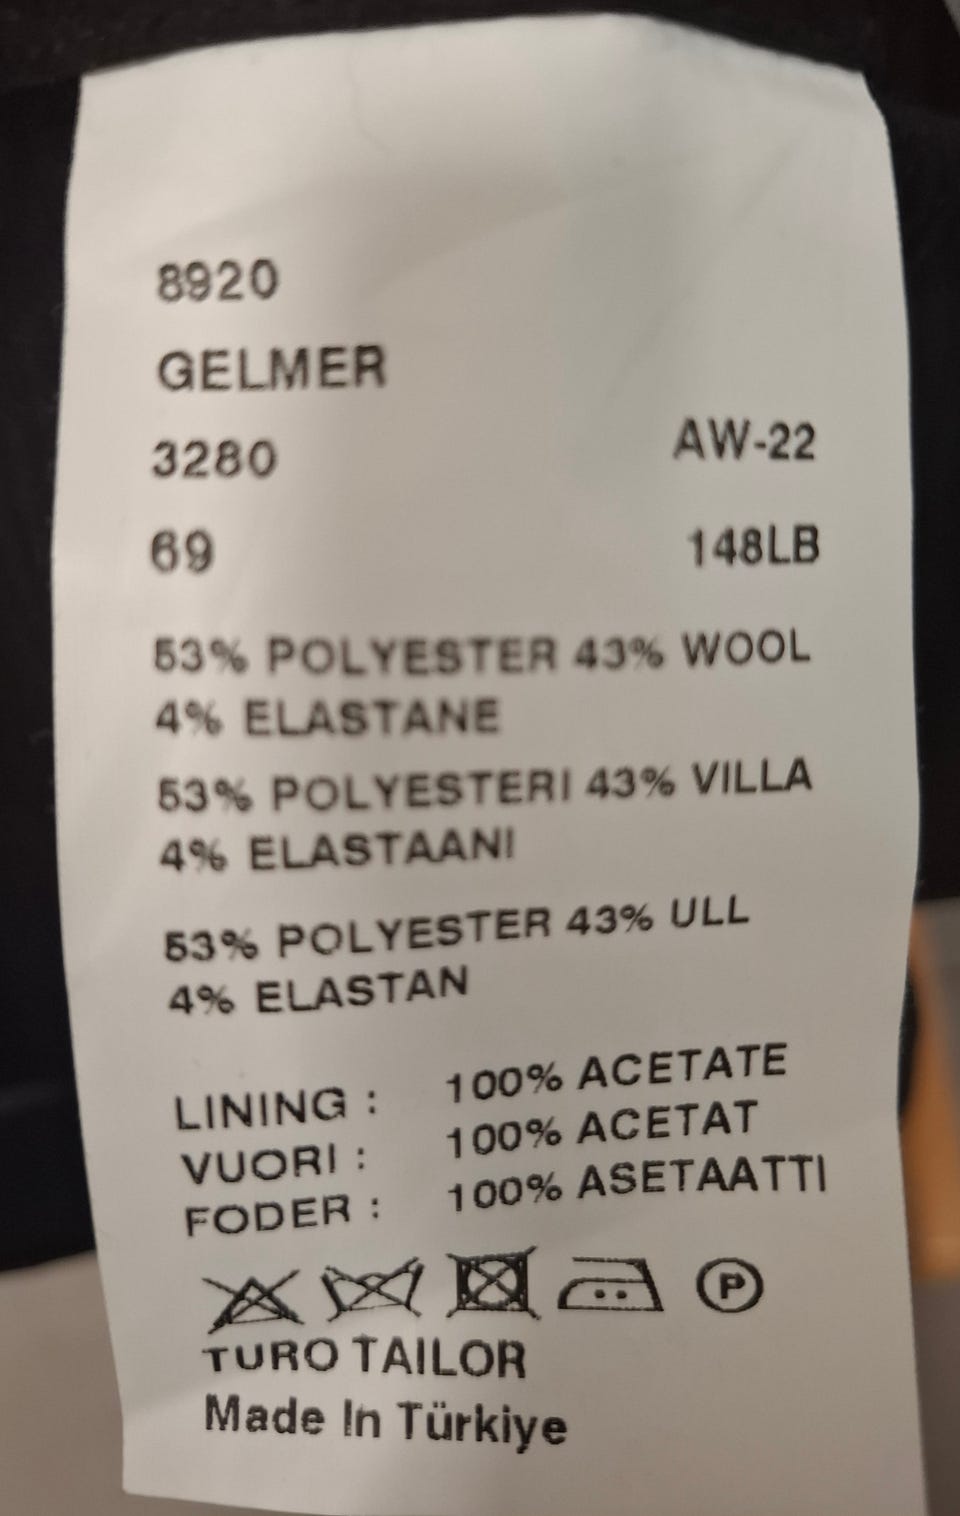 8920
GELMER
3280 AW-22
69 148LB
53% POLYESTER 43% WOOL
4% ELASTANE
53% POLYESTERI 43% VILLA
4% ELASTAANI
53% POLYESTER 43% ULL
4% ELASTAN
LINING : 100% ACETATE
VUORI : 100% ACETAT
FODER : 100% ASETAATTI
P
TURO TAILOR
Made In Türkiye